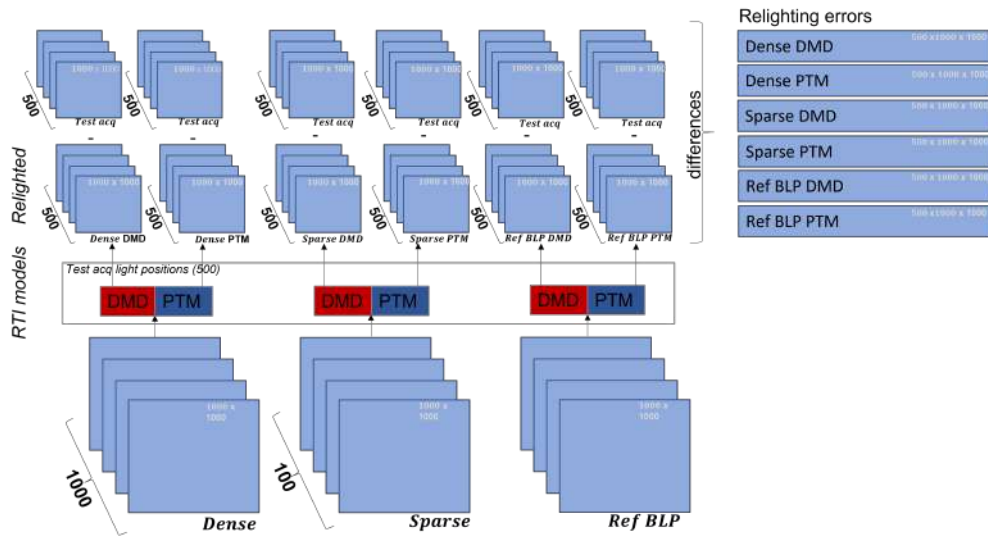 Relighting errors
Dense DMD 500 x1000 x 1000
Dense PTM 500 x 1000 x 1000
Sparse DMD 500 x 1000 x 1000
Sparse PTM 500 x 1000 x 1000
Ref BLP DMD 500 x 1000 x 1000
Ref BLP PTM 500 x1000 x 1000
differences
1000 x 1000 1000 x 1000 1000 x 1000 1000 x 1000 1000 x 1000 1000 x 1000
500 500 500 500 500 500
Test acq Test acq Test acq Test acq Test acq Test acq
- - - - - -
Relighted
1000 x 1000 1000 x 1000 1000 x 1000 1000 x 1000 1000 x 1000 1000 x 1000
500 500 500 500 500 500
Dense DMD Dense PTM Sparse DMD Sparse PTM Ref BLP DMD Ref BLP PTM
RTI models
Test acq light positions (500)
DMD PTM DMD PTM DMD PTM
1000 x 1000 x 1000 x
1000 1000 1000
1000 100
Dense Sparse Ref BLP